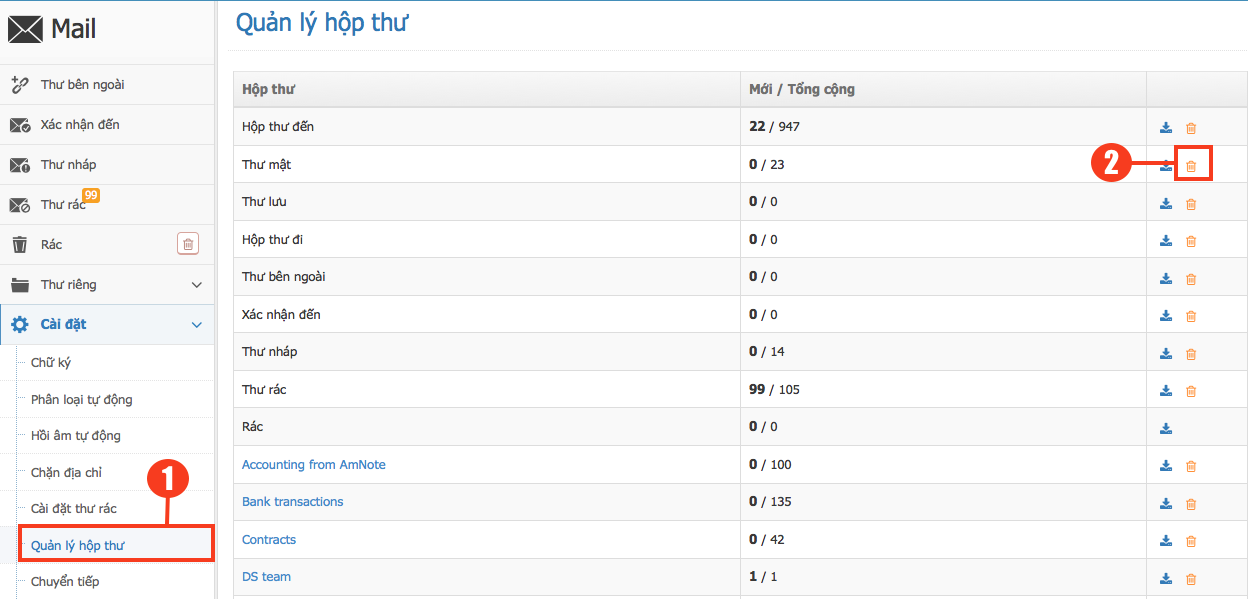 Mail
Thư bên ngoài
Xác nhận đến
Thư nháp
Thư rác 99
Rác
Thư riêng
Cài đặt
Chữ ký
Phân loại tự động
Hồi âm tự động
Chặn địa chỉ
1
Cài đặt thư rác
Quản lý hộp thư
Chuyển tiếp
Quản lý hộp thư
Hộp thư Mới / Tổng cộng
Hộp thư đến 22 / 947
Thư mật 0 / 23 2
Thư lưu 0 / 0
Hộp thư đi 0 / 0
Thư bên ngoài 0 / 0
Xác nhận đến 0 / 0
Thư nháp 0 / 14
Thư rác 99 / 105
Rác 0 / 0
Accounting from AmNote 0 / 100
Bank transactions 0 / 135
Contracts 0 / 42
DS team 1 / 1